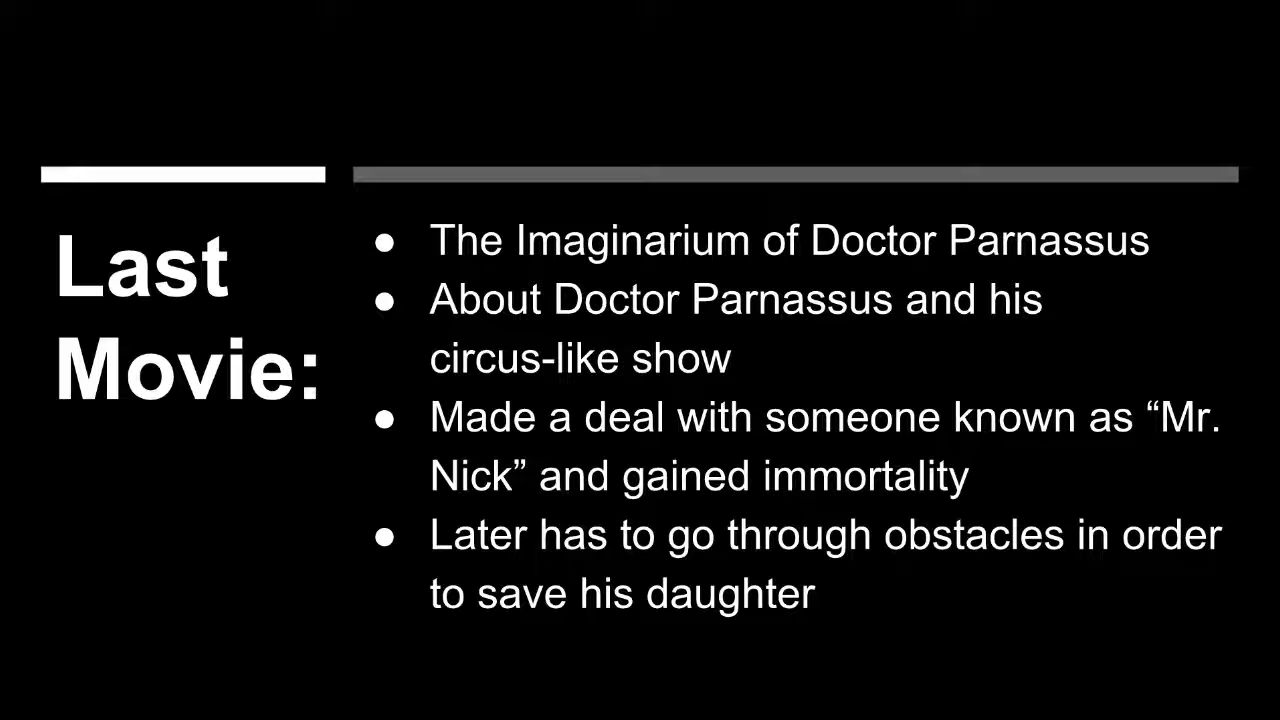 Last
Movie:
● The Imaginarium of Doctor Parnassus
● About Doctor Parnassus and his
circus-like show
● Made a deal with someone known as “Mr.
Nick” and gained immortality
● Later has to go through obstacles in order
to save his daughter